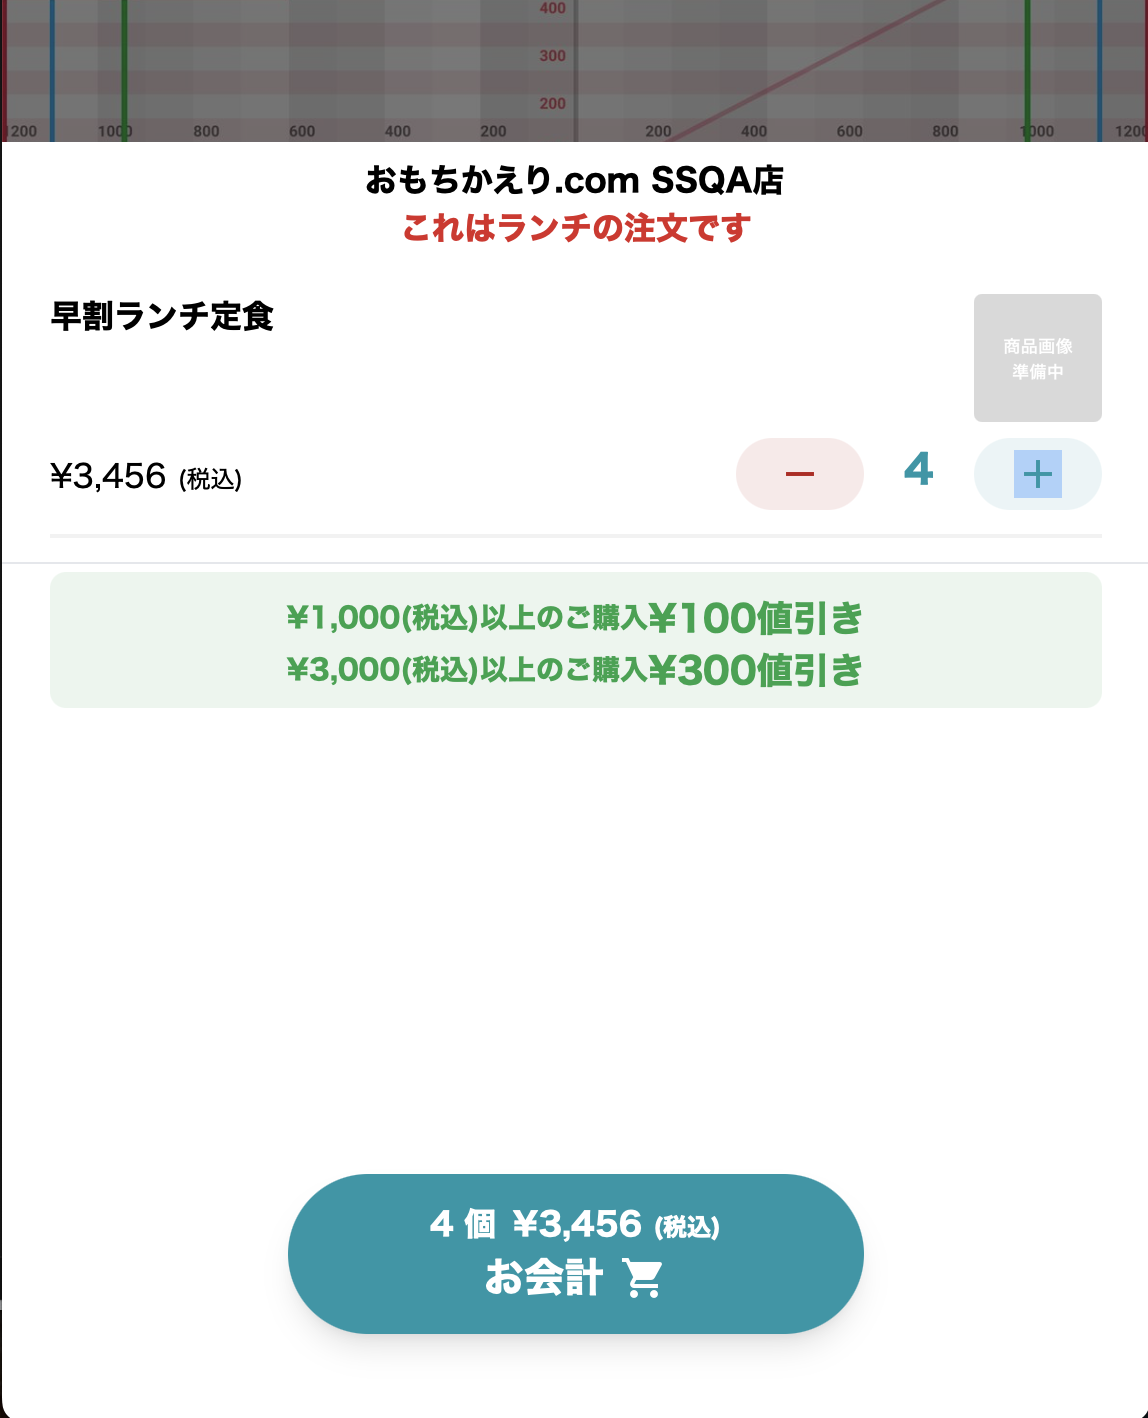 400
300
200
1200 1000 800 600 400 200 200 400 600 800 1000 1200
おもちかえり.com SSQA店
これはランチの注文です
早割ランチ定食
商品画像
準備中
¥3,456 (税込)
− 4 +
¥1,000(税込)以上のご購入¥100値引き
¥3,000(税込)以上のご購入¥300値引き
4 個 ¥3,456 (税込)
お会計